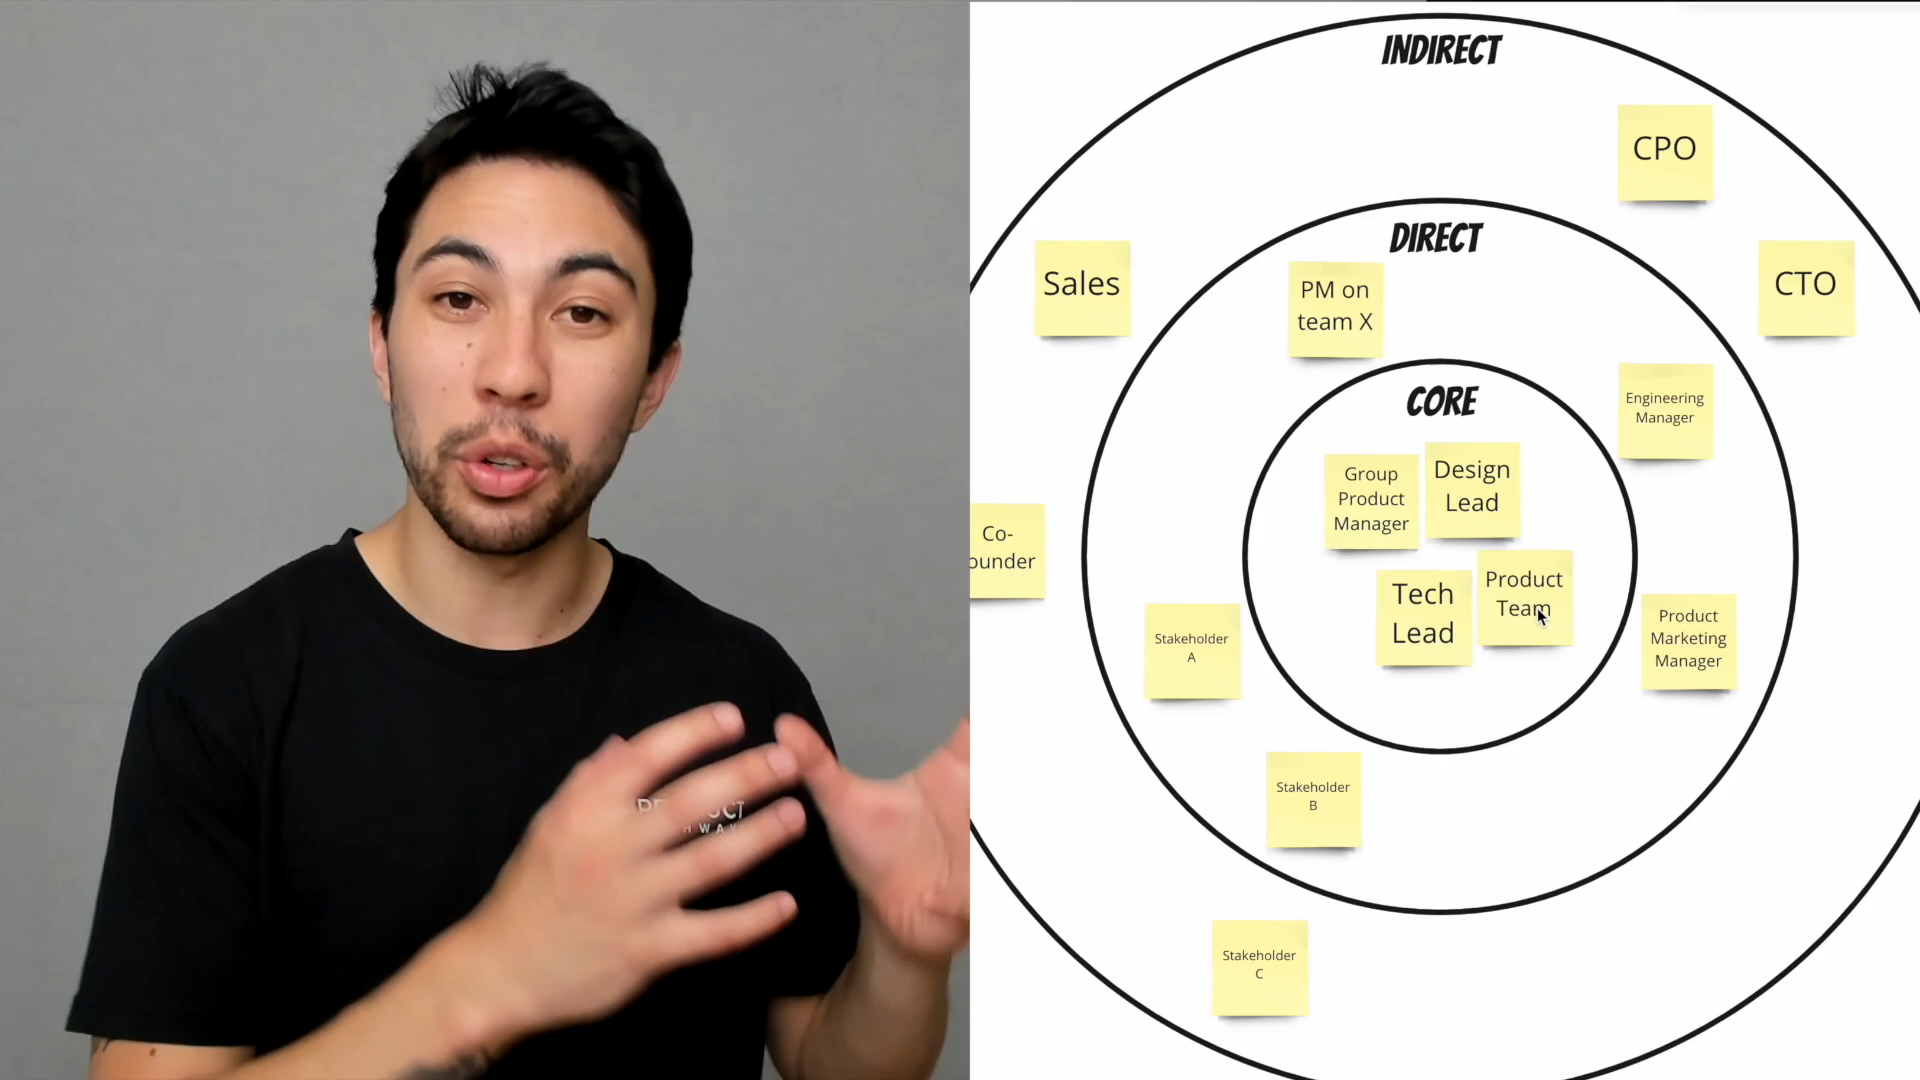 INDIRECT
CPO
Sales
CTO
DIRECT
PM on
team X
Engineering
Manager
CORE
Group
Product
Manager
Design
Lead
Co-
ounder
Tech
Lead
Product
Team
Stakeholder
A
Product
Marketing
Manager
Stakeholder
B
Stakeholder
C